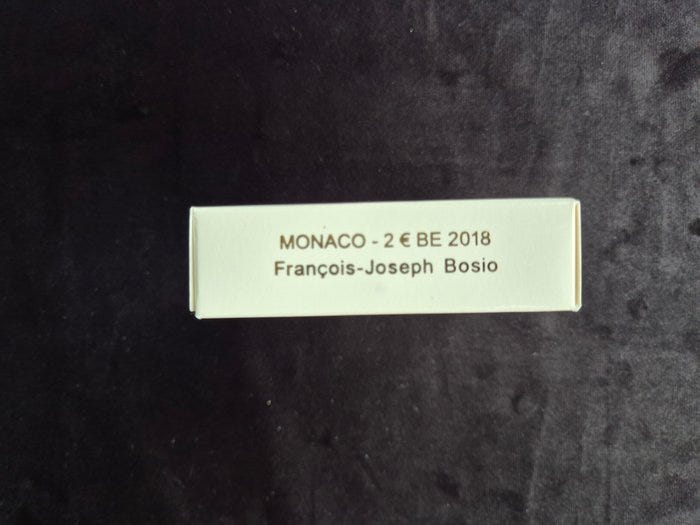 MONACO - 2 € BE 2018
François-Joseph Bosio